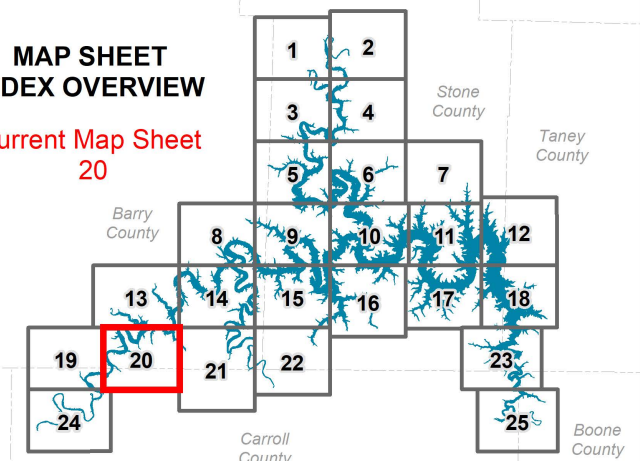 MAP SHEET
DEX OVERVIEW
urrent Map Sheet
20
1
2
3
4
Stone
County
Taney
County
5
6
7
Barry
County
8
9
10
11
12
13
14
15
16
17
18
19
20
21
22
23
24
25
Carroll
County
Boone
County